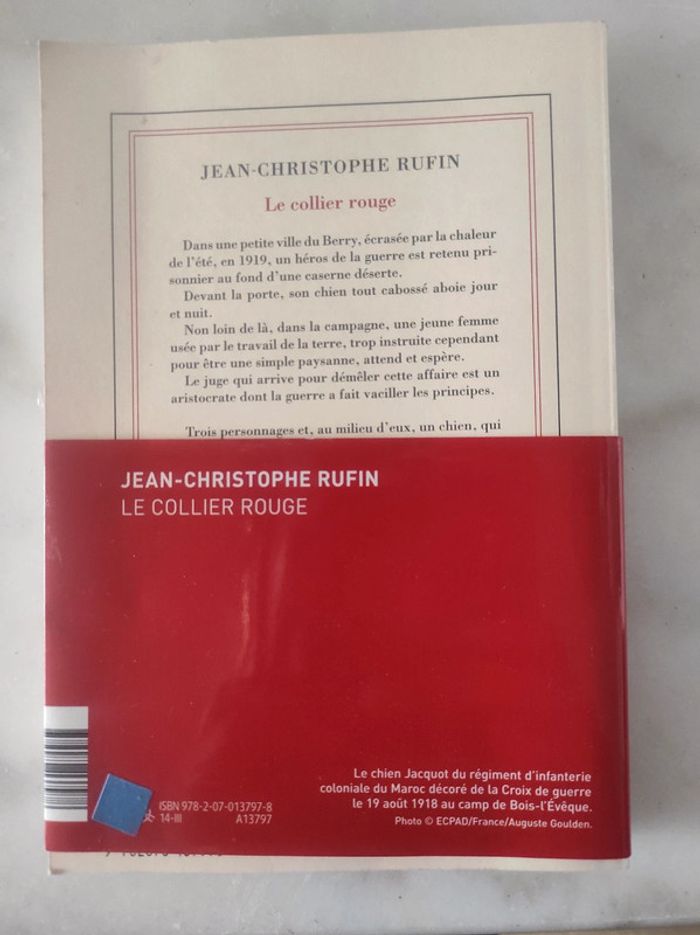 JEAN-CHRISTOPHE RUFIN
Le collier rouge
Dans une petite ville du Berry, écrasée par la chaleur
de l'été, en 1919, un héros de la guerre est retenu pri-
sonnier au fond d'une caserne déserte.
Devant la porte, son chien tout cabossé aboie jour
et nuit.
Non loin de là, dans la campagne, une jeune femme
usée par le travail de la terre, trop instruite cependant
pour être une simple paysanne, attend et espère.
Le juge qui arrive pour démêler cette affaire est un
aristocrate dont la guerre a fait vaciller les principes.
Trois personnages et, au milieu d'eux, un chien, qui
JEAN-CHRISTOPHE RUFIN
LE COLLIER ROUGE
Le chien Jacquot du régiment d'infanterie
coloniale du Maroc décoré de la Croix de guerre
le 19 août 1918 au camp de Bois-l'Évêque.
Photo © ECPAD/France/Auguste Goulden.
ISBN 978-2-07-013797-8
14-III A13797